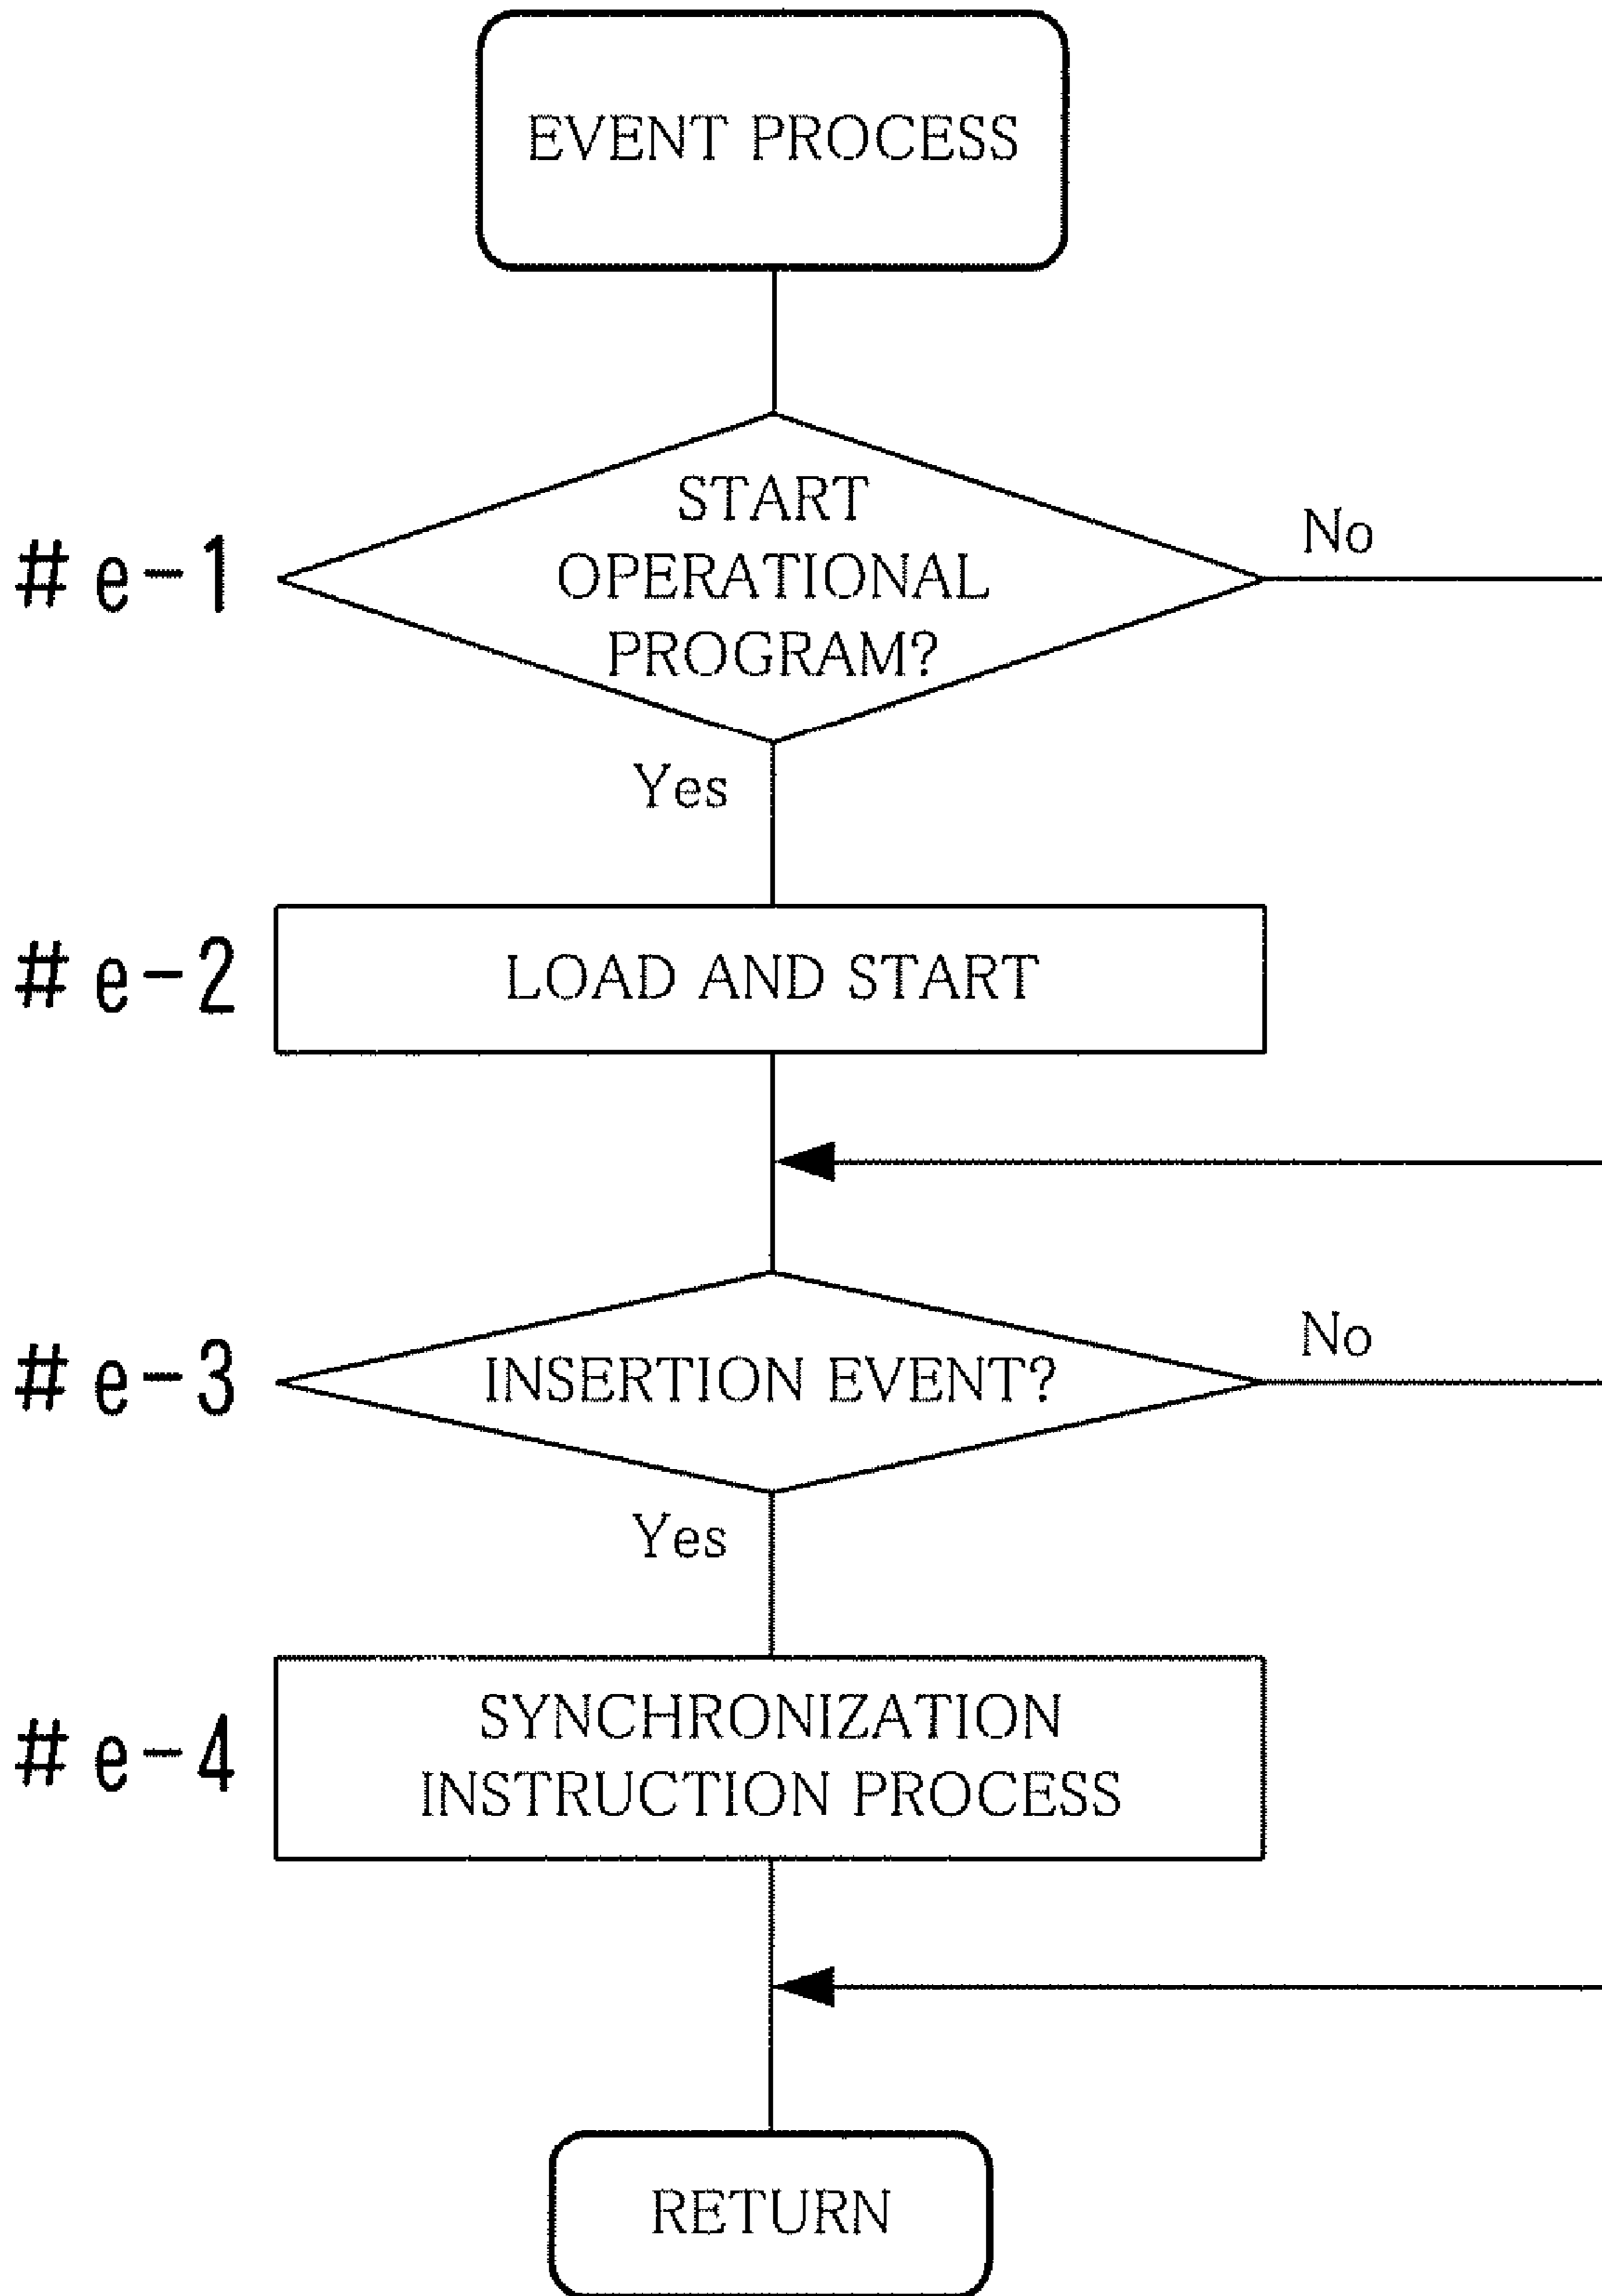 EVENT PROCESS
# e-1
START
OPERATIONAL
PROGRAM?
No
Yes
# e-2
LOAD AND START
# e-3
INSERTION EVENT?
No
Yes
# e-4
SYNCHRONIZATION
INSTRUCTION PROCESS
RETURN